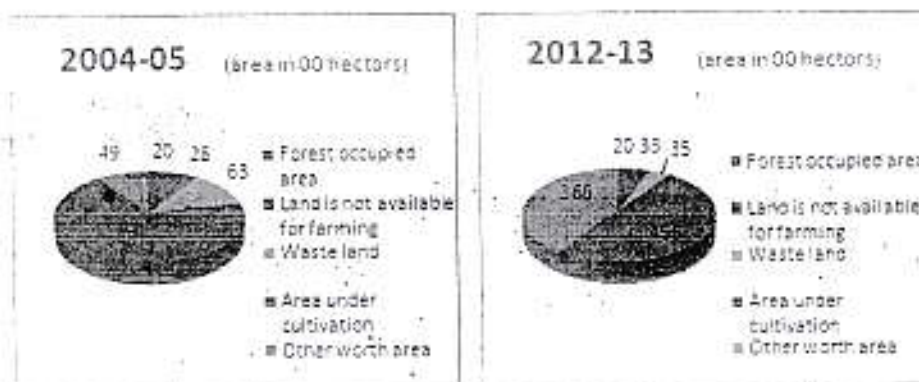 2004-05 (area in 00 hectors)
49 20 26
63
■ Forest occupied
area
■ Land is not available
for farming
■ Waste land
■ Area under
cultivation
■ Other worth area
2012-13 (area in 00 hectors)
20 35 35
166
■ Forest occupied area
■ Land is not available
for farming
■ Waste land
■ Area under
cultivation
■ Other worth area